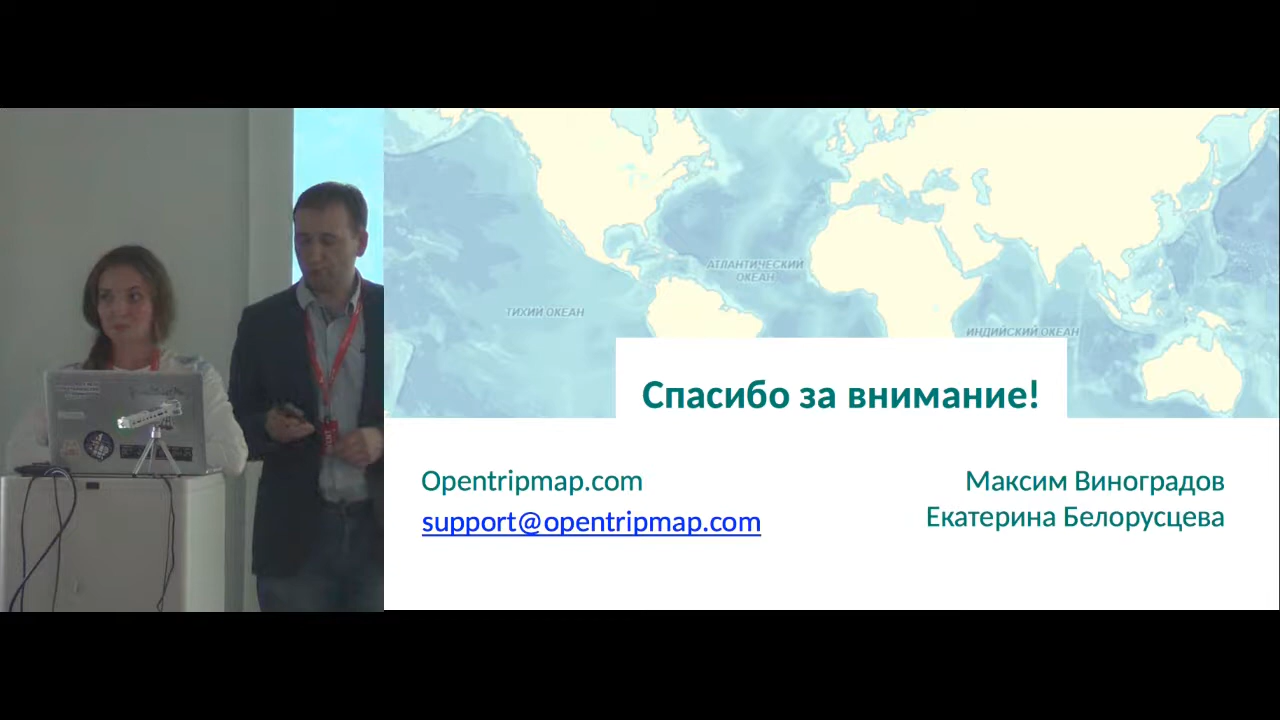 АТЛАНТИЧЕСКИЙ
ОКЕАН
ТИХИЙ ОКЕАН
ИНДИЙСКИЙ ОКЕАН
Спасибо за внимание!
Opentripmap.com
support@opentripmap.com
Максим Виноградов
Екатерина Белорусцева